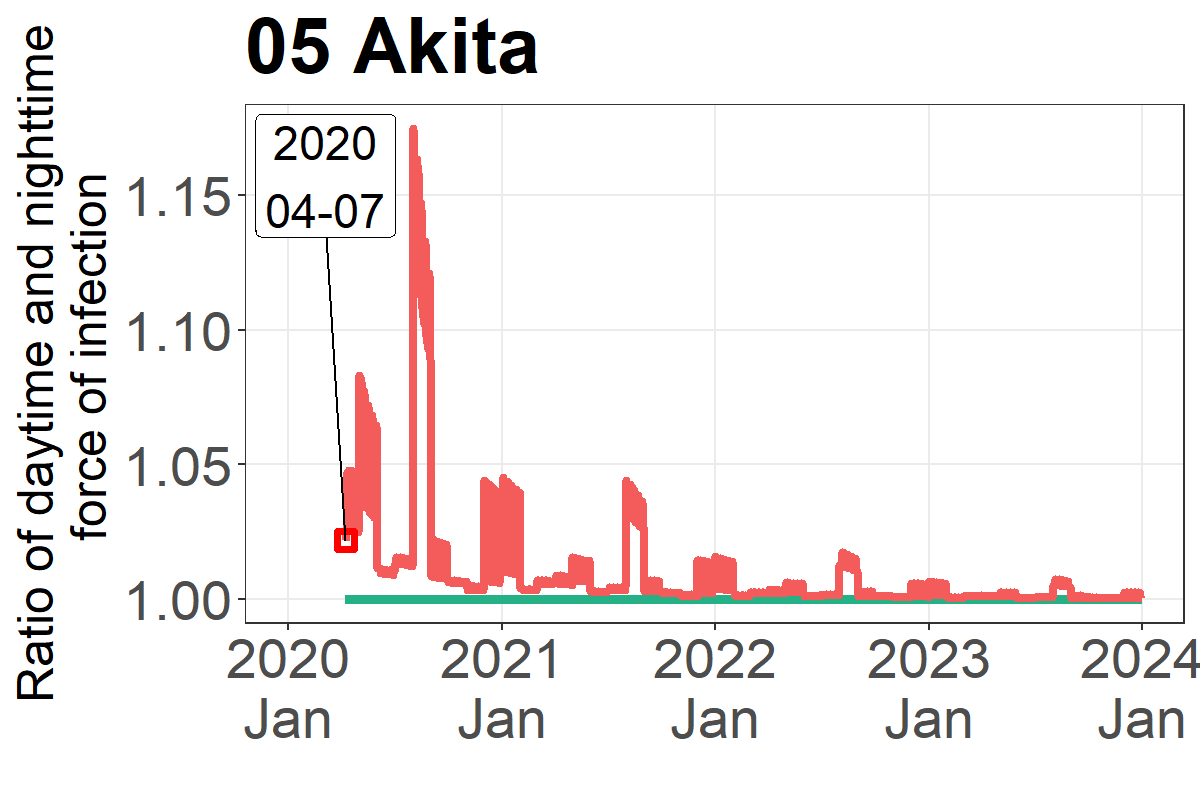 05 Akita
Ratio of daytime and nighttime
force of infection
2020
04-07
1.15
1.10
1.05
1.00
2020 2021 2022 2023 2024
Jan Jan Jan Jan Jan